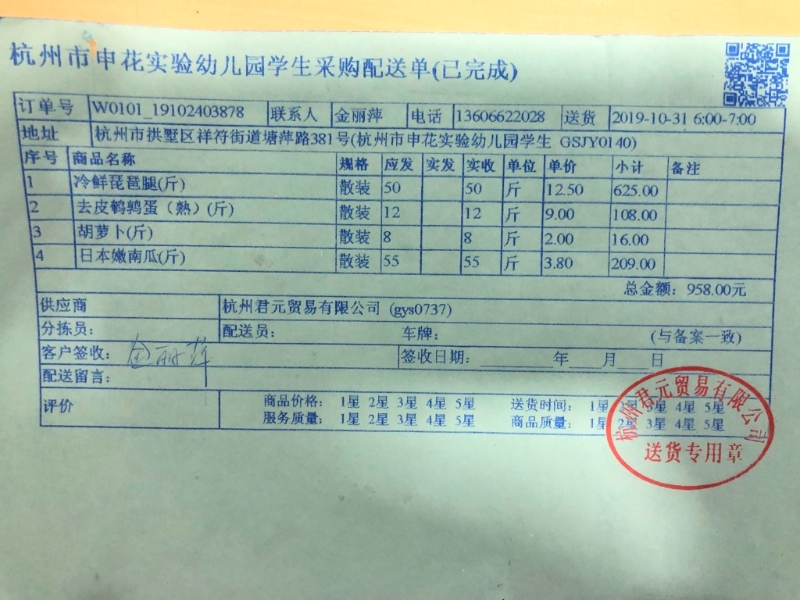 杭州市申花实验幼儿园学生采购配送单(已完成)
订单号 W0101_19102403878 联系人 金丽萍 电话 13606622028 送货 2019-10-31 6:00-7:00
地址 杭州市拱墅区祥符街道塘萍路381号(杭州市申花实验幼儿园学生 GSJY0140)
序号 商品名称 规格 应发 实发 实收 单位 单价 小计 备注
1 冷鲜琵琶腿(斤) 散装 50 50 斤 12.50 625.00
2 去皮鹌鹑蛋（熟）(斤) 散装 12 12 斤 9.00 108.00
3 胡萝卜(斤) 散装 8 8 斤 2.00 16.00
4 日本嫩南瓜(斤) 散装 55 55 斤 3.80 209.00
总金额: 958.00元
供应商 杭州君元贸易有限公司 (gys0737)
分拣员: 配送员: 车牌: (与备案一致)
客户签收: 金丽萍 签收日期: ______年___月___日
配送留言:
评价 商品价格: 1星 2星 3星 4星 5星 送货时间: 1星 2星 3星 4星 5星
服务质量: 1星 2星 3星 4星 5星 商品质量: 1星 2星 3星 4星 5星
杭州君元贸易有限公司
送货专用章